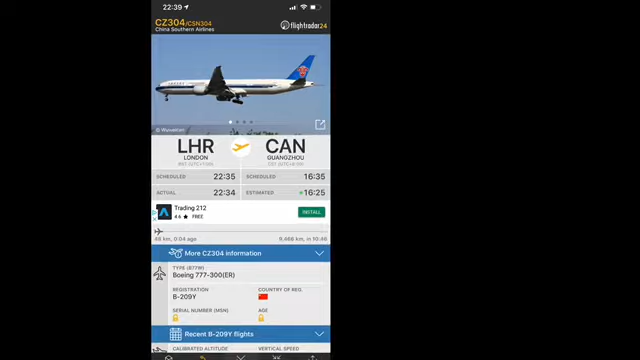 22:39
CZ304/CSN304
China Southern Airlines
flightradar24
LHR
LONDON
CAN
GUANGZHOU
SCHEDULED 22:35
SCHEDULED 16:35
ACTUAL 22:34
ESTIMATED 16:25
Trading 212
4.6 ★ FREE
INSTALL
48 km, 0:04 ago
9,466 km, in 10:46
More CZ304 information
TYPE (B77W)
Boeing 777-300(ER)
REGISTRATION
B-209Y
COUNTRY OF REG.
SERIAL NUMBER (MSN)
AGE
Recent B-209Y flights
CALIBRATED ALTITUDE
VERTICAL SPEED